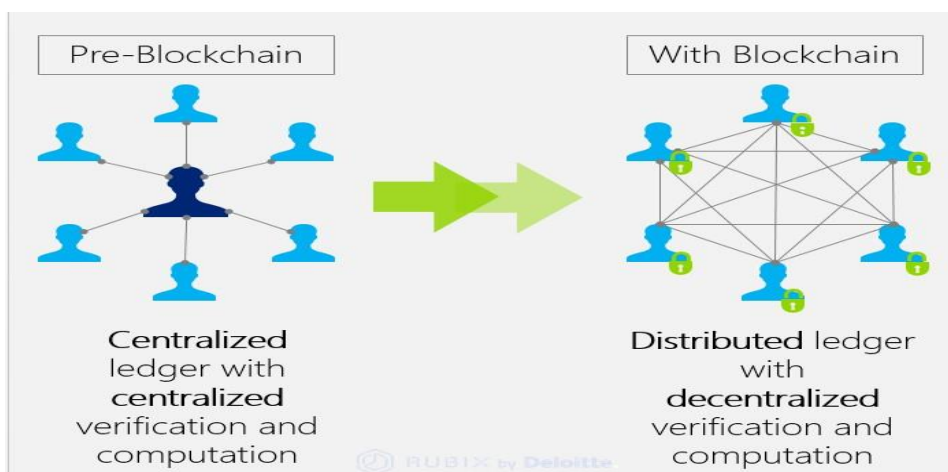 Pre-Blockchain
With Blockchain
Centralized
ledger with
centralized
verification and
computation
Distributed ledger
with
decentralized
verification and
computation
RUBIX by Deloitte.